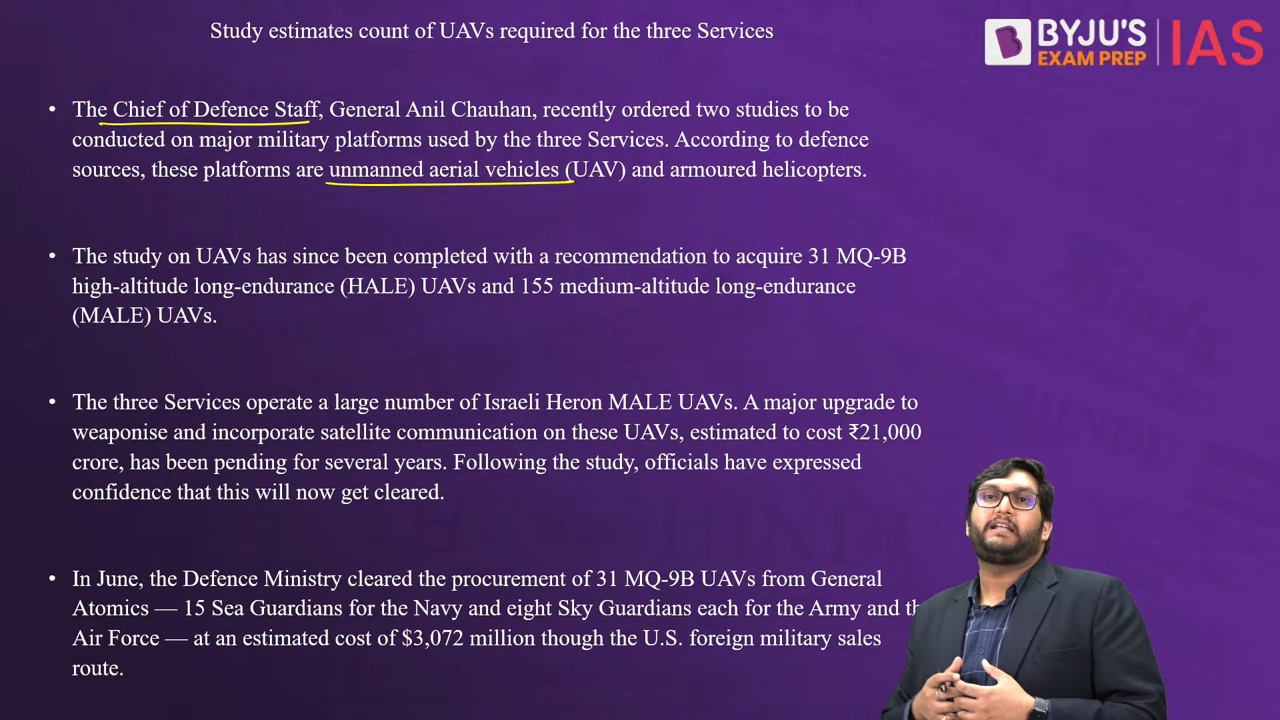 Study estimates count of UAVs required for the three Services
BYJU'S
EXAM PREP
IAS
• The Chief of Defence Staff, General Anil Chauhan, recently ordered two studies to be
conducted on major military platforms used by the three Services. According to defence
sources, these platforms are unmanned aerial vehicles (UAV) and armoured helicopters.
• The study on UAVs has since been completed with a recommendation to acquire 31 MQ-9B
high-altitude long-endurance (HALE) UAVs and 155 medium-altitude long-endurance
(MALE) UAVs.
• The three Services operate a large number of Israeli Heron MALE UAVs. A major upgrade to
weaponise and incorporate satellite communication on these UAVs, estimated to cost ₹21,000
crore, has been pending for several years. Following the study, officials have expressed
confidence that this will now get cleared.
• In June, the Defence Ministry cleared the procurement of 31 MQ-9B UAVs from General
Atomics — 15 Sea Guardians for the Navy and eight Sky Guardians each for the Army and
Air Force — at an estimated cost of $3,072 million though the U.S. foreign military sales
route.